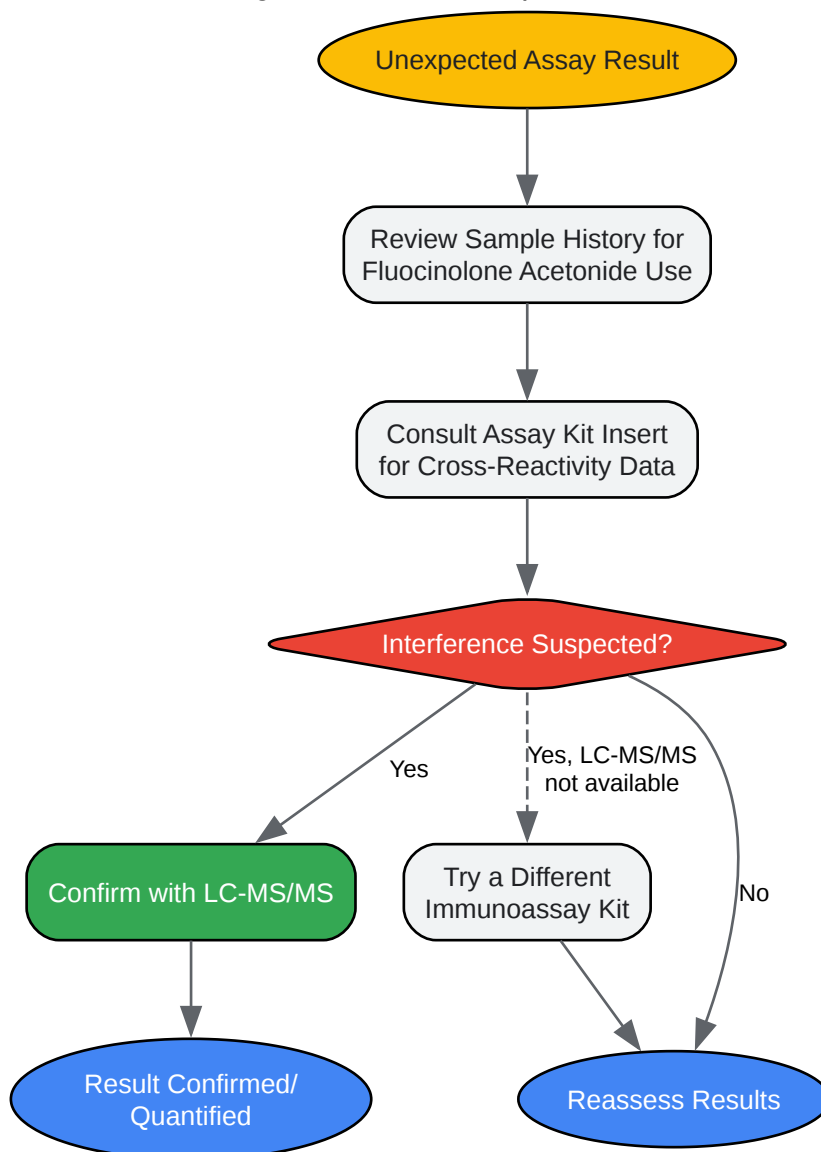 Unexpected Assay Result
Review Sample History for
Fluocinolone Acetonide Use
Consult Assay Kit Insert
for Cross-Reactivity Data
Interference Suspected?
Yes
Yes, LC-MS/MS
not available
No
Confirm with LC-MS/MS
Try a Different
Immunoassay Kit
Result Confirmed/
Quantified
Reassess Results